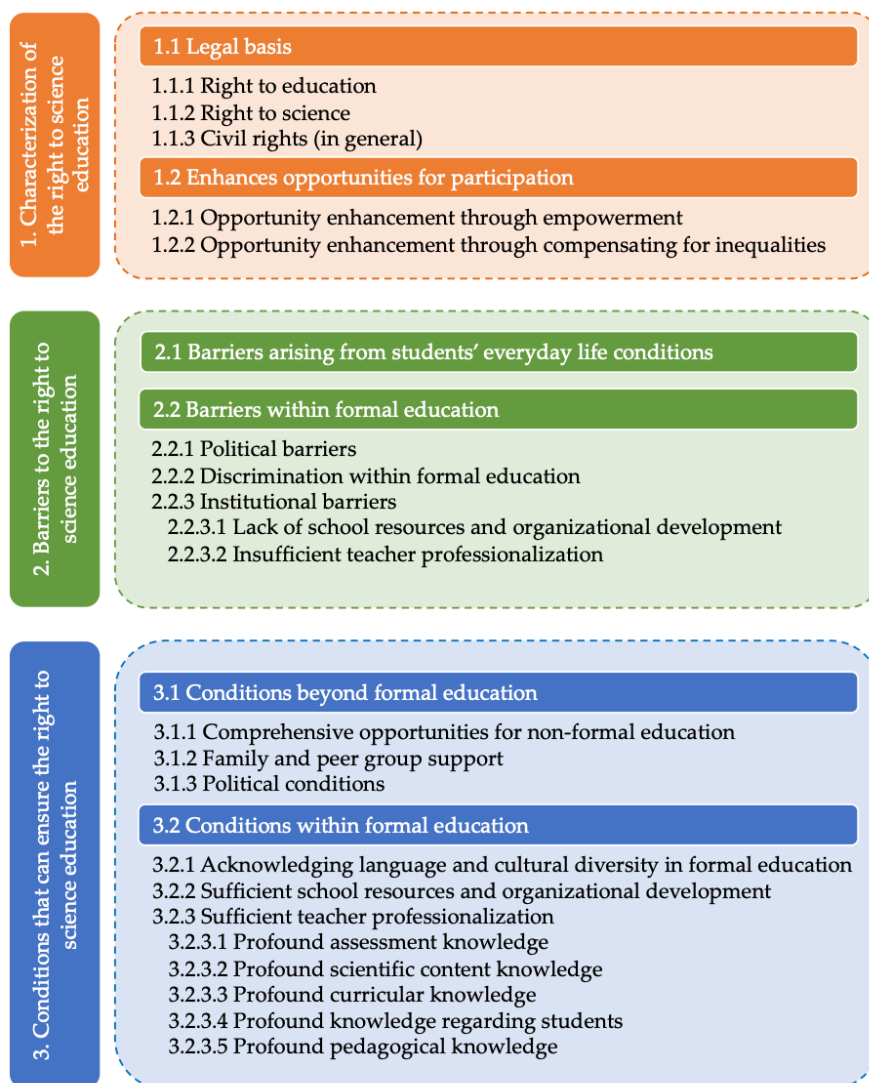 1. Characterization of
the right to science
education
1.1 Legal basis
1.1.1 Right to education
1.1.2 Right to science
1.1.3 Civil rights (in general)
1.2 Enhances opportunities for participation
1.2.1 Opportunity enhancement through empowerment
1.2.2 Opportunity enhancement through compensating for inequalities
2. Barriers to the right to
science education
2.1 Barriers arising from students’ everyday life conditions
2.2 Barriers within formal education
2.2.1 Political barriers
2.2.2 Discrimination within formal education
2.2.3 Institutional barriers
2.2.3.1 Lack of school resources and organizational development
2.2.3.2 Insufficient teacher professionalization
3. Conditions that can ensure the right to
science education
3.1 Conditions beyond formal education
3.1.1 Comprehensive opportunities for non-formal education
3.1.2 Family and peer group support
3.1.3 Political conditions
3.2 Conditions within formal education
3.2.1 Acknowledging language and cultural diversity in formal education
3.2.2 Sufficient school resources and organizational development
3.2.3 Sufficient teacher professionalization
3.2.3.1 Profound assessment knowledge
3.2.3.2 Profound scientific content knowledge
3.2.3.3 Profound curricular knowledge
3.2.3.4 Profound knowledge regarding students
3.2.3.5 Profound pedagogical knowledge